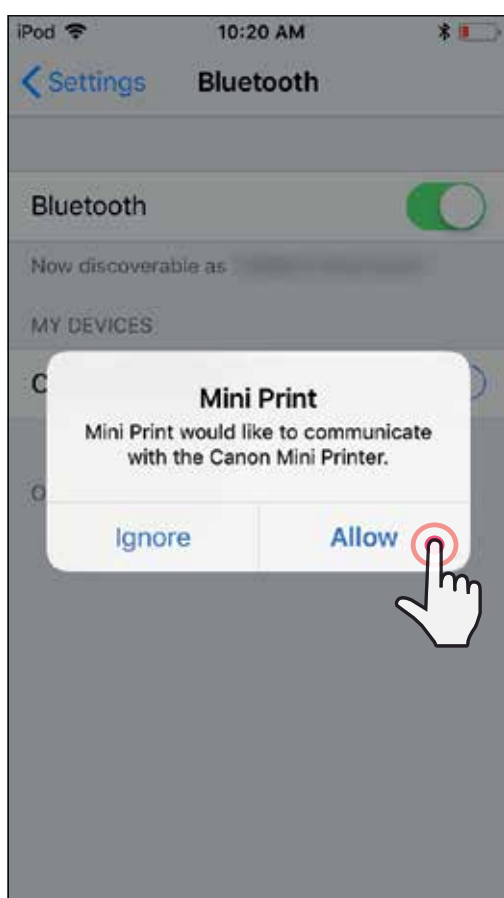 iPod 10:20 AM
Settings Bluetooth
Bluetooth
Now discoverable as
MY DEVICES
Mini Print
Mini Print would like to communicate
with the Canon Mini Printer.
Ignore Allow